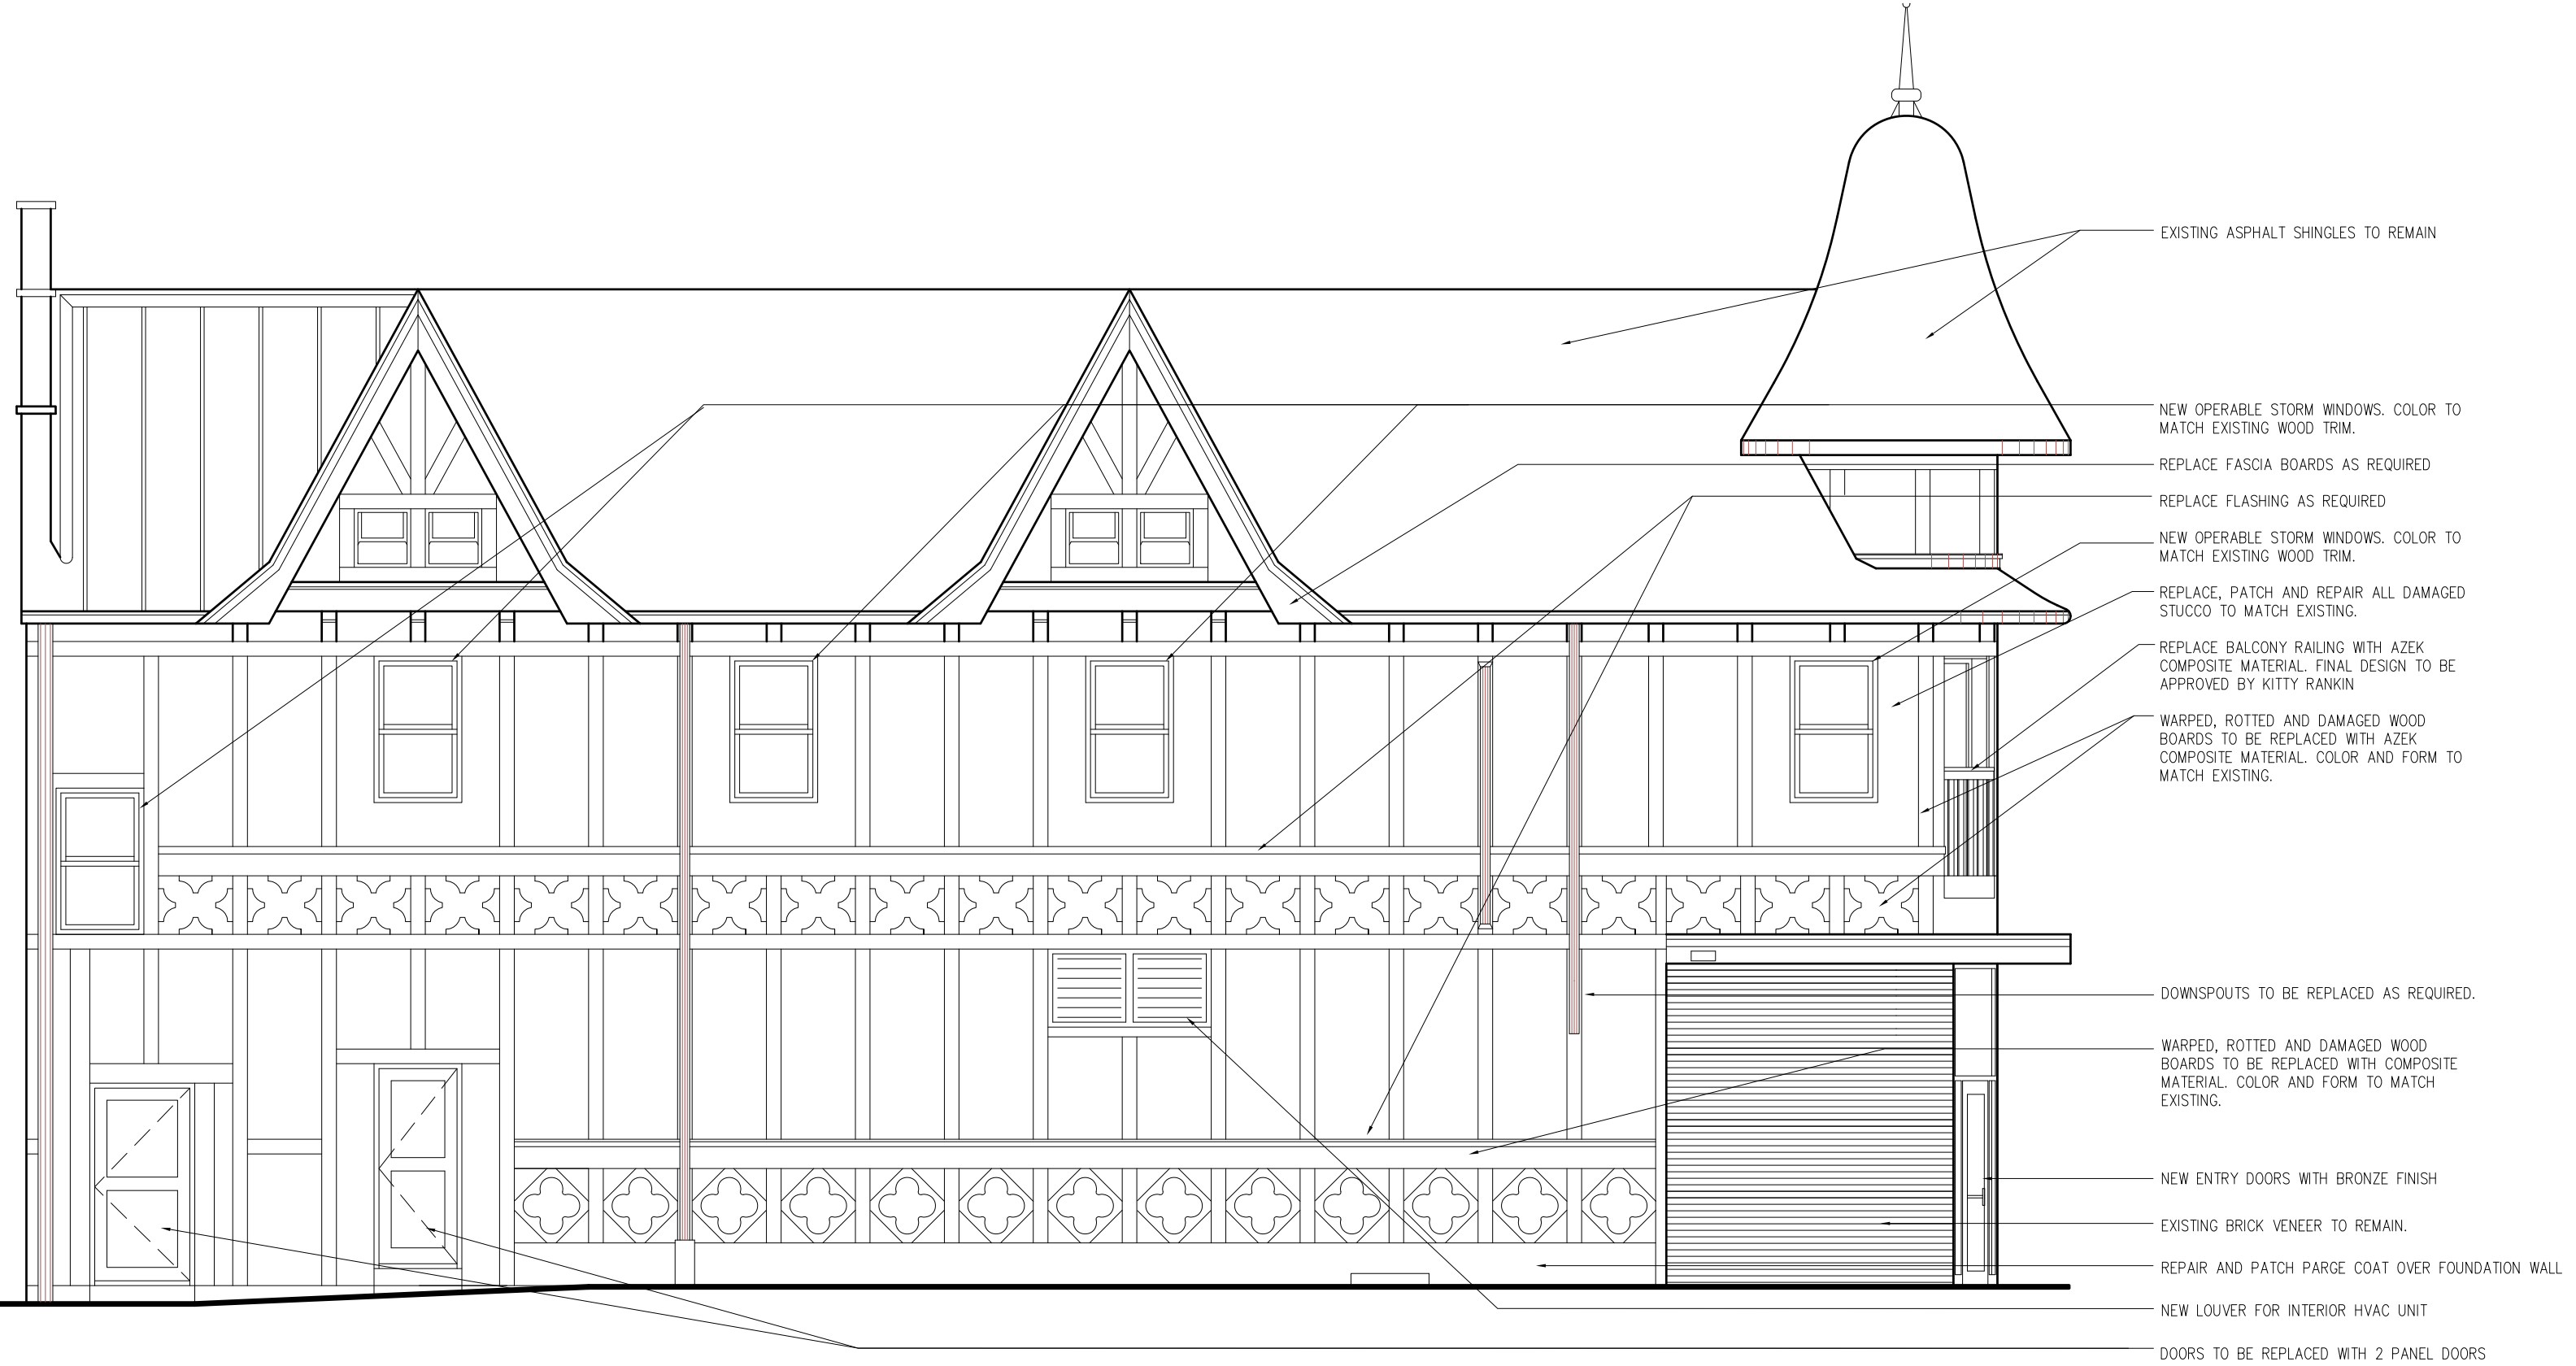 EXISTING ASPHALT SHINGLES TO REMAIN
NEW OPERABLE STORM WINDOWS. COLOR TO
MATCH EXISTING WOOD TRIM.
REPLACE FASCIA BOARDS AS REQUIRED
REPLACE FLASHING AS REQUIRED
NEW OPERABLE STORM WINDOWS. COLOR TO
MATCH EXISTING WOOD TRIM.
REPLACE, PATCH AND REPAIR ALL DAMAGED
STUCCO TO MATCH EXISTING.
REPLACE BALCONY RAILING WITH AZEK
COMPOSITE MATERIAL. FINAL DESIGN TO BE
APPROVED BY KITTY RANKIN
WARPED, ROTTED AND DAMAGED WOOD
BOARDS TO BE REPLACED WITH AZEK
COMPOSITE MATERIAL. COLOR AND FORM TO
MATCH EXISTING.
DOWNSPOUTS TO BE REPLACED AS REQUIRED.
WARPED, ROTTED AND DAMAGED WOOD
BOARDS TO BE REPLACED WITH COMPOSITE
MATERIAL. COLOR AND FORM TO MATCH
EXISTING.
NEW ENTRY DOORS WITH BRONZE FINISH
EXISTING BRICK VENEER TO REMAIN.
REPAIR AND PATCH PARGE COAT OVER FOUNDATION WALL
NEW LOUVER FOR INTERIOR HVAC UNIT
DOORS TO BE REPLACED WITH 2 PANEL DOORS